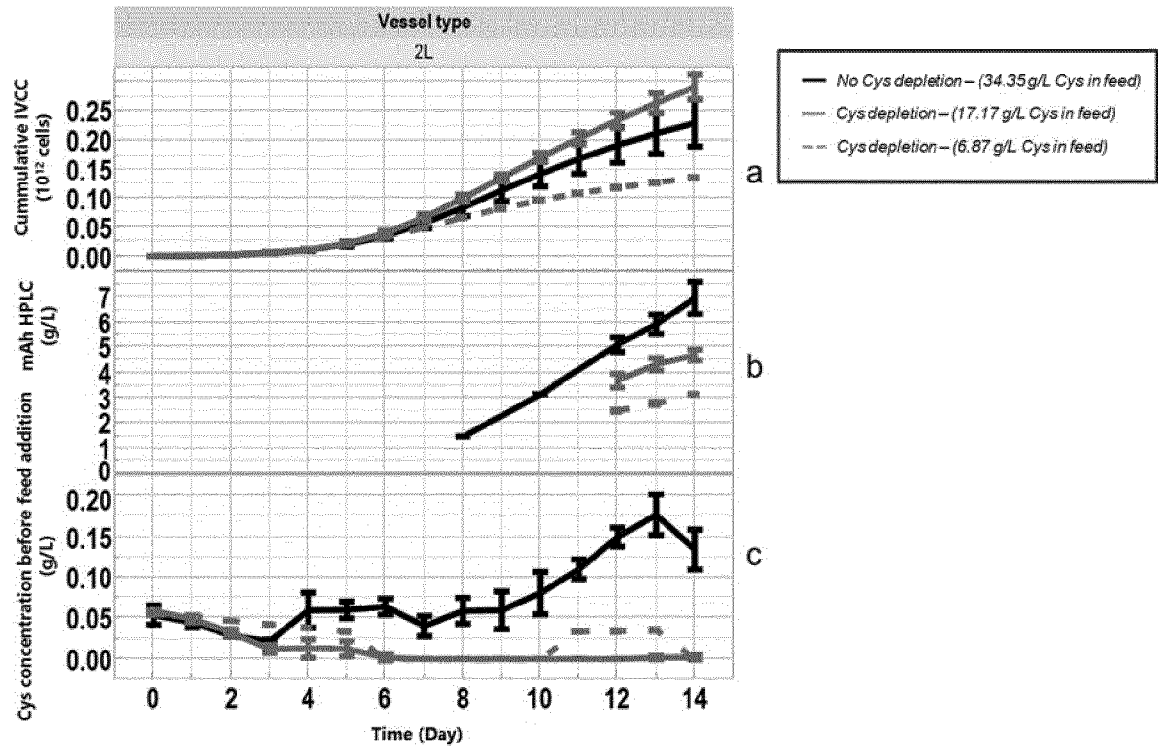 Vessel type
2L
Cummulative IVCC
(10¹² cells)
0.25
0.20
0.15
0.10
0.05
0.00
a
No Cys depletion – (34.35 g/L Cys in feed)
Cys depletion – (17.17 g/L Cys in feed)
Cys depletion – (6.87 g/L Cys in feed)
mAh HPLC
(g/L)
7
6
5
4
3
2
1
0
b
Cys concentration before feed addition
(g/L)
0.20
0.15
0.10
0.05
0.00
c
0 2 4 6 8 10 12 14
Time (Day)